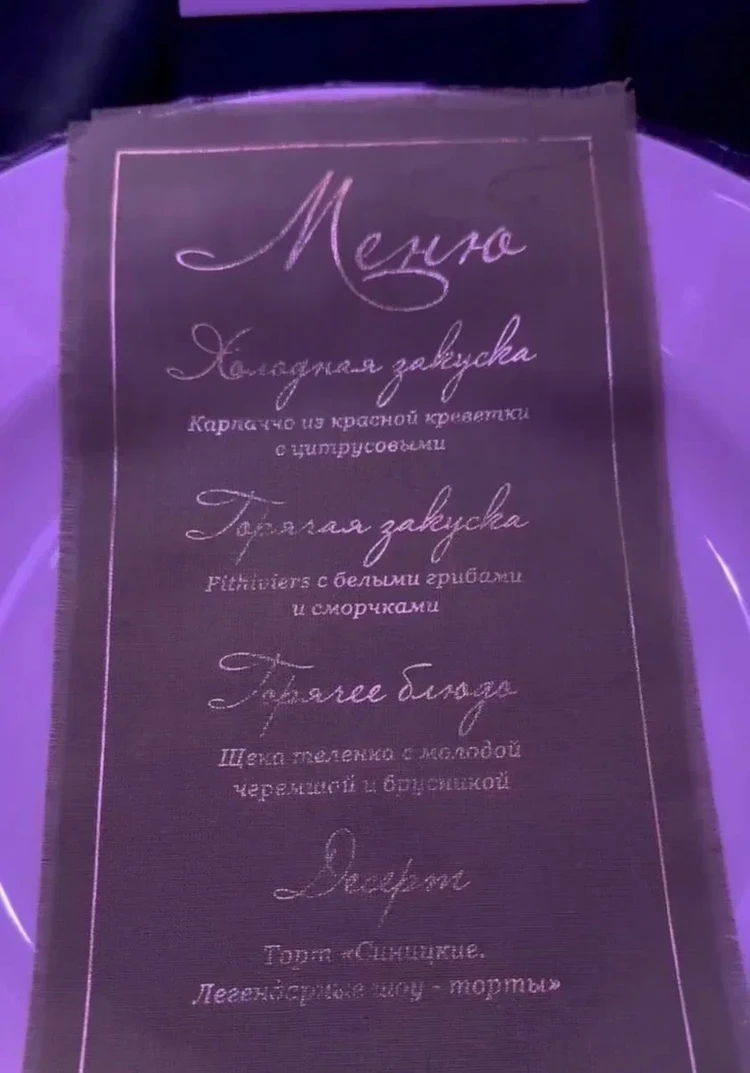 Меню
Холодная закуска
Карпаччо из красной креветки
с цитрусовыми
Горячая закуска
Pithiviers с белыми грибами
и сморчками
Горячее блюдо
Щека теленка с молодой
черемшой и брусникой
Десерт
Торт «Синицкие.
Легендарные шоу - торты»